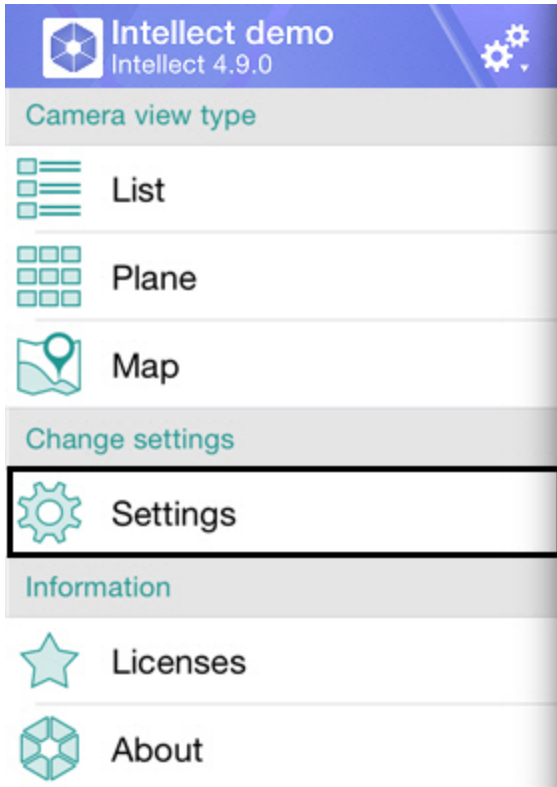 Intellect demo
Intellect 4.9.0
Camera view type
List
Plane
Map
Change settings
Settings
Information
Licenses
About